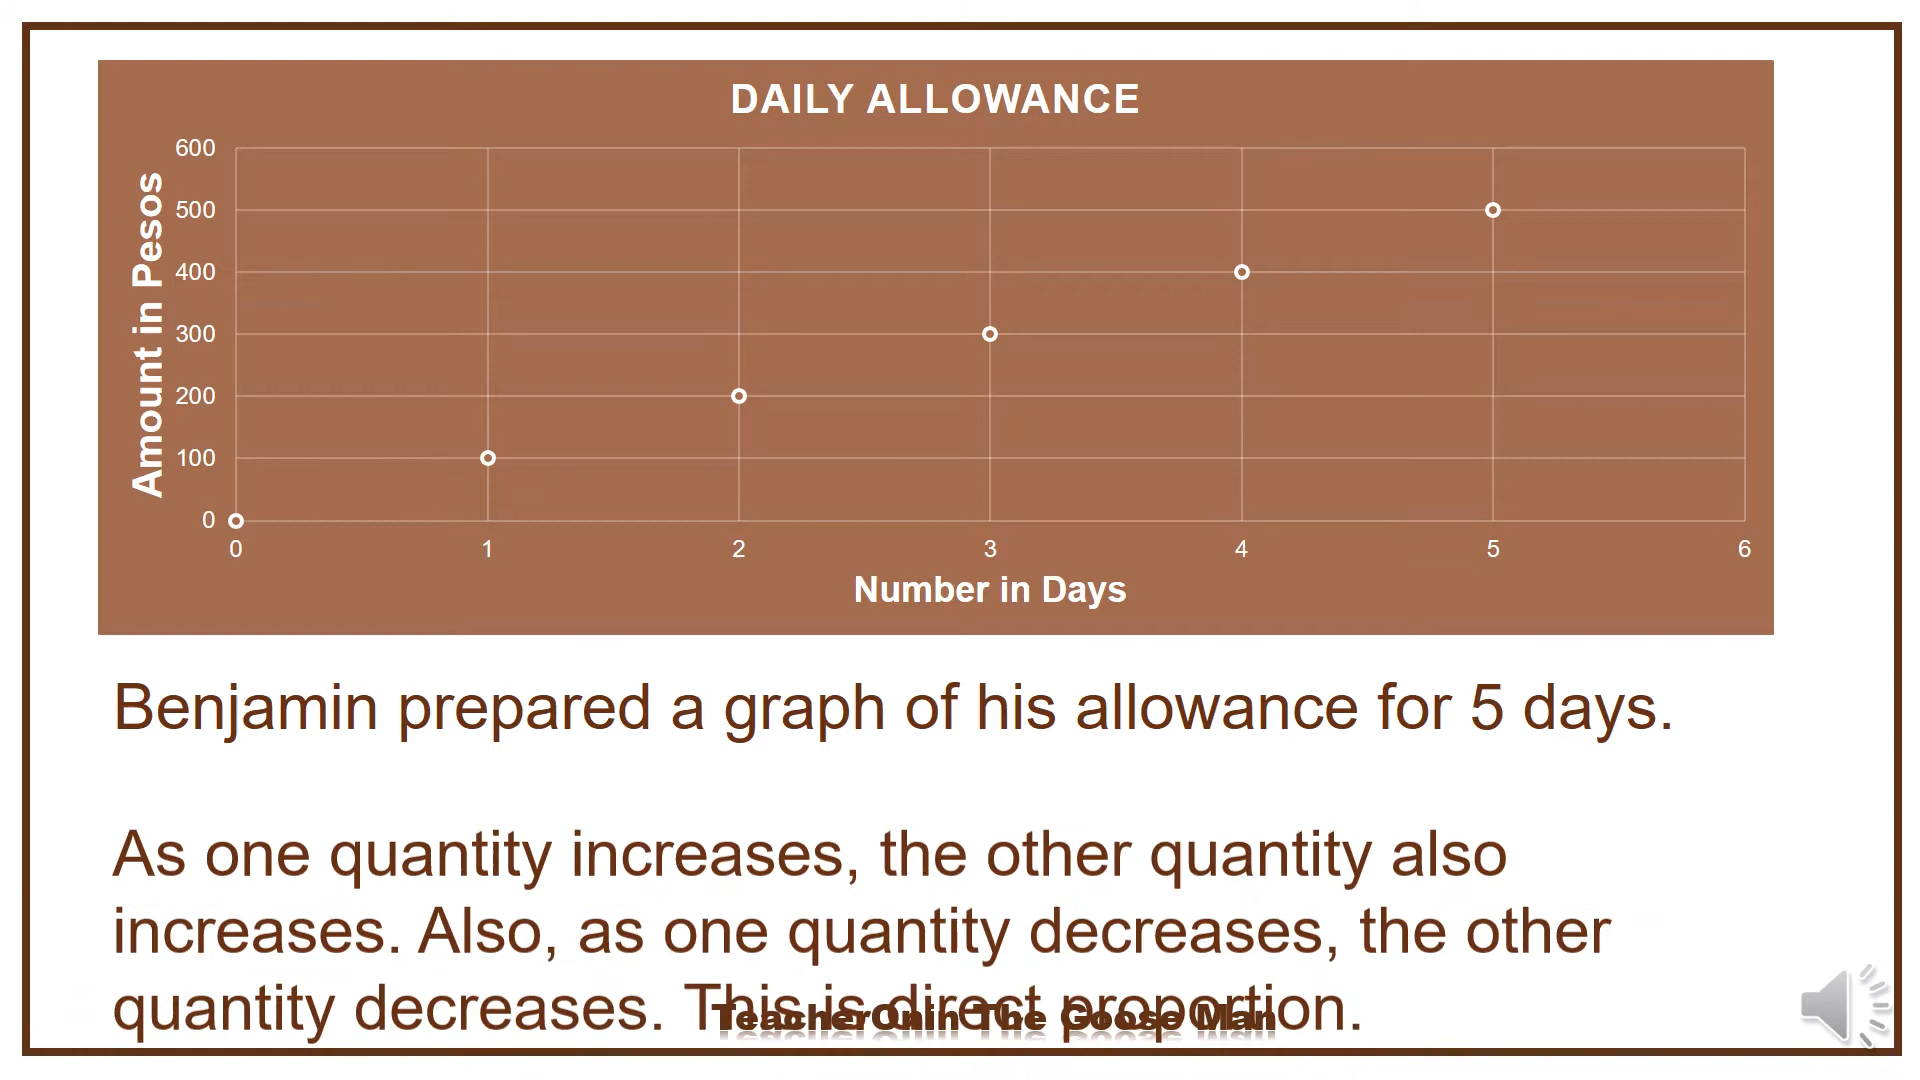 DAILY ALLOWANCE
Amount in Pesos
600
500
400
300
200
100
0
0 1 2 3 4 5 6
Number in Days
Benjamin prepared a graph of his allowance for 5 days.
As one quantity increases, the other quantity also
increases. Also, as one quantity decreases, the other
quantity decreases. This is direct proportion.
TeacherOnin The Goose Man